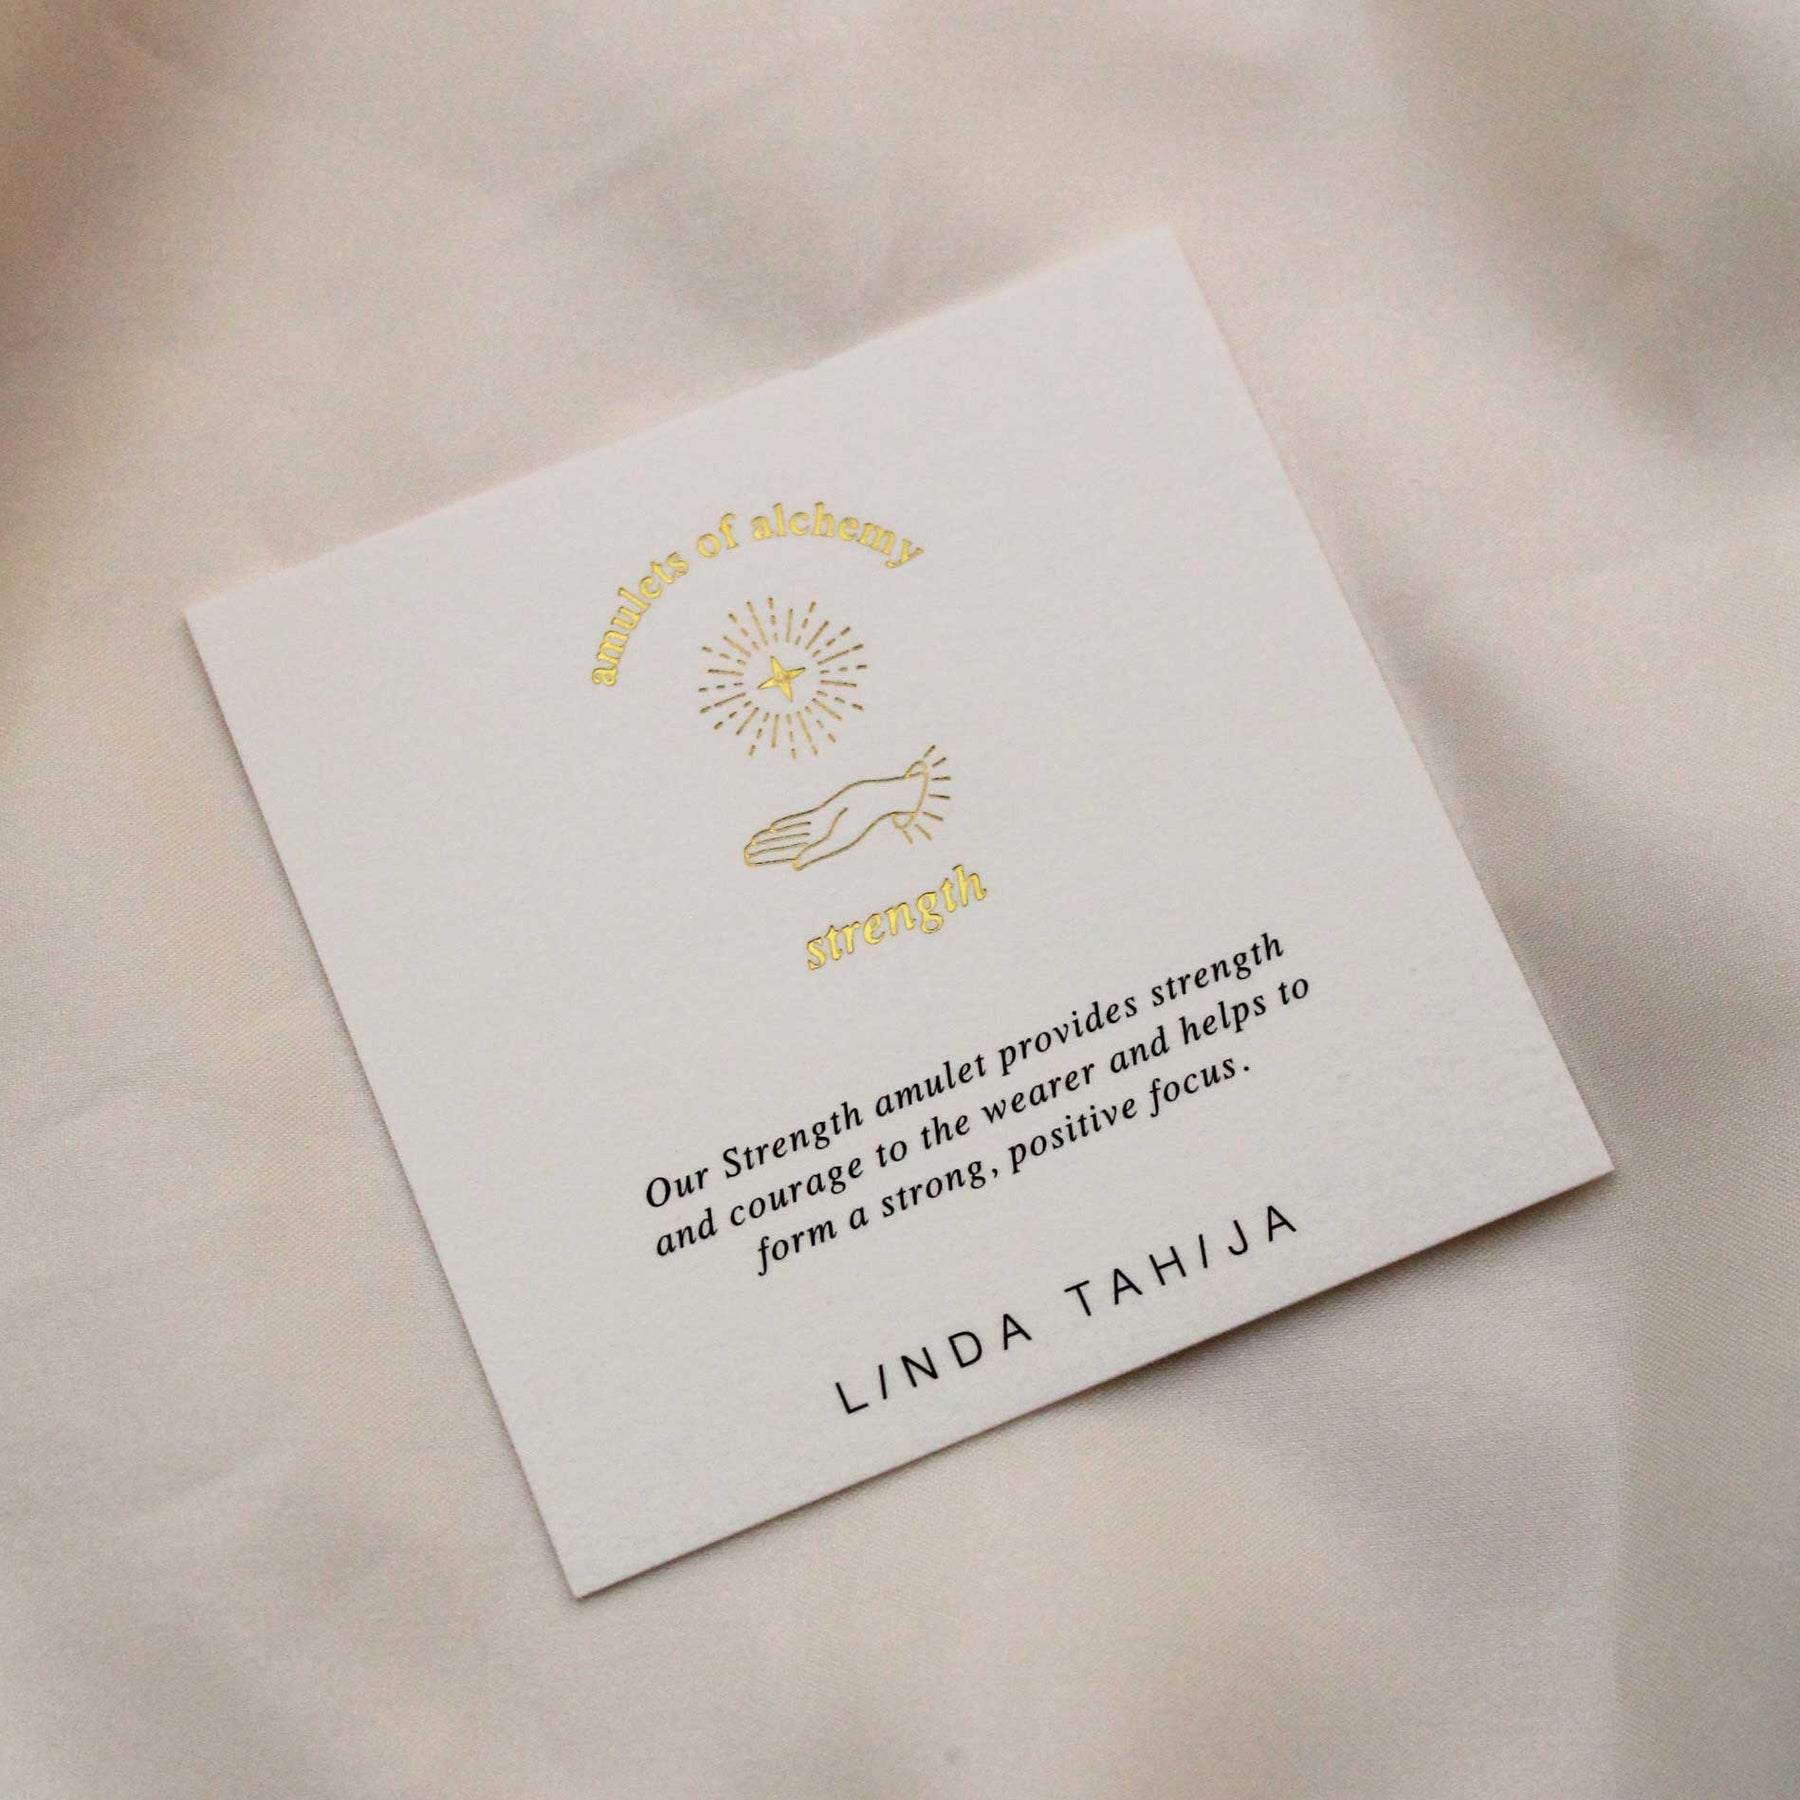 amulets of alchemy
strength
Our Strength amulet provides strength
and courage to the wearer and helps to
form a strong, positive focus.
LINDA TAHIJA